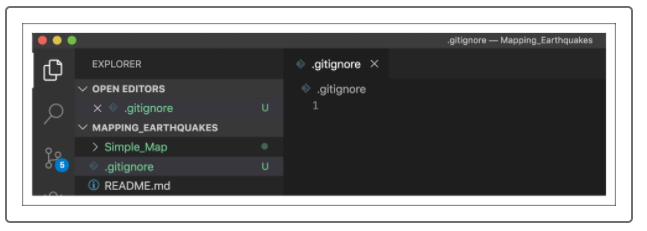 .gitignore — Mapping_Earthquakes
EXPLORER
OPEN EDITORS
.gitignore U
MAPPING_EARTHQUAKES
Simple_Map
.gitignore U
README.md
5
.gitignore
.gitignore
1